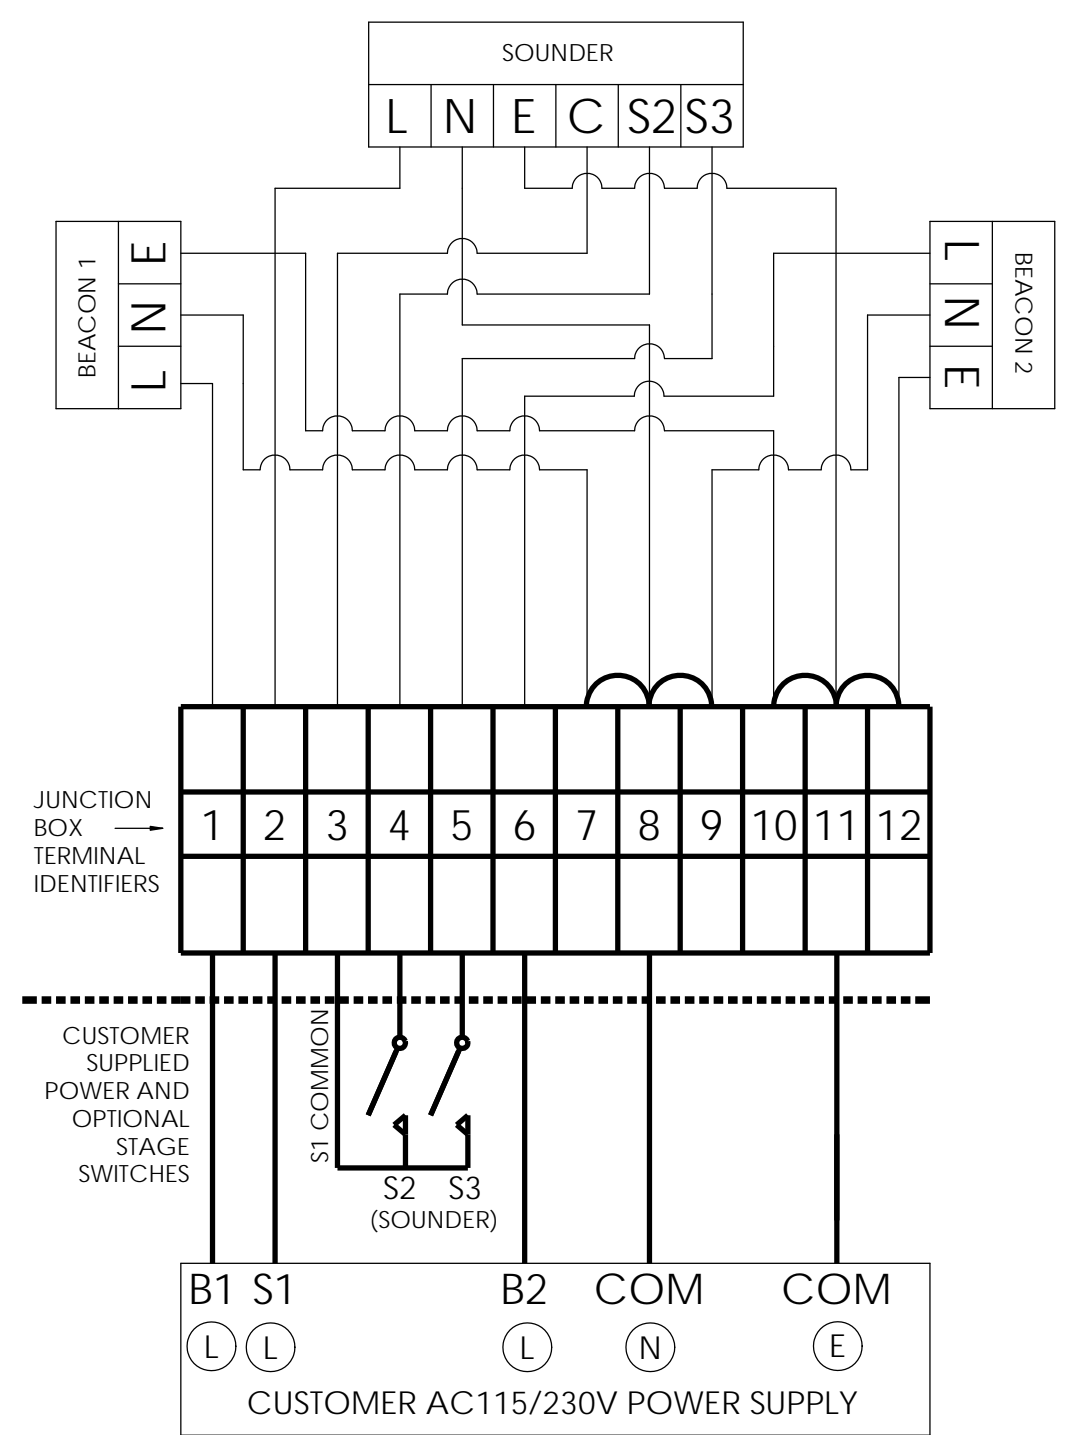 SOUNDER
L N E C S2 S3
BEACON 1
E
N
L
L
N
E
BEACON 2
JUNCTION
BOX
TERMINAL
IDENTIFIERS
1 2 3 4 5 6 7 8 9 10 11 12
CUSTOMER
SUPPLIED
POWER AND
OPTIONAL
STAGE
SWITCHES
S1 COMMON
S2 S3
(SOUNDER)
B1 S1 B2 COM COM
L L L N E
CUSTOMER AC115/230V POWER SUPPLY